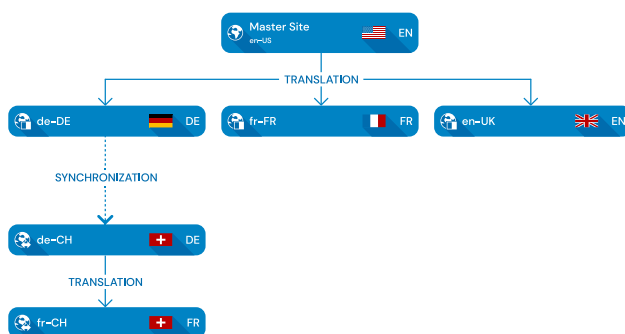 Master Site
en-US
EN
TRANSLATION
de-DE
DE
fr-FR
FR
en-UK
EN
SYNCHRONIZATION
de-CH
DE
TRANSLATION
fr-CH
FR